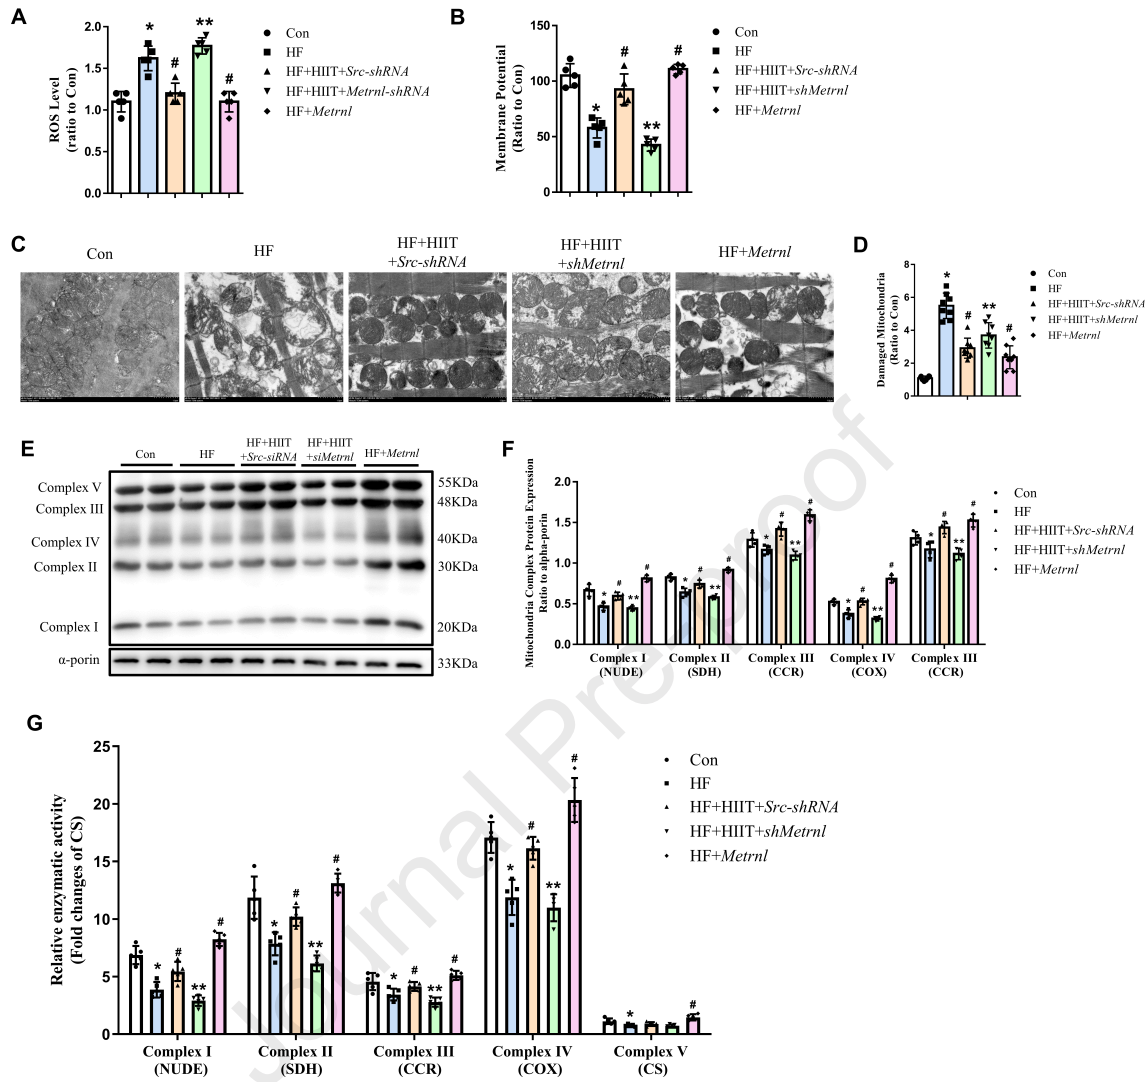 A
ROS Level
(ratio to Con)
2.0
1.5
1.0
0.5
0.0
*
#
**
#
Con
HF
HF+HIIT+Src-shRNA
HF+HIIT+Metrnl-shRNA
HF+Metrnl
B
Membrane Potential
(Ratio to Con)
150
100
50
0
*
#
**
#
Con
HF
HF+HIIT+Src-shRNA
HF+HIIT+shMetrnl
HF+Metrnl
C
Con
HF
HF+HIIT
+Src-shRNA
HF+HIIT
+shMetrnl
HF+Metrnl
D
Damaged Mitochondria
(Ratio to Con)
8
6
4
2
0
*
#
**
#
Con
HF
HF+HIIT+Src-shRNA
HF+HIIT+shMetrnl
HF+Metrnl
E
Con
HF
HF+HIIT
+Src-siRNA
HF+HIIT
+siMetrnl
HF+Metrnl
Complex V
55KDa
Complex III
48KDa
Complex IV
40KDa
Complex II
30KDa
Complex I
20KDa
α-porin
33KDa
F
Mitochondria Complex Protein Expression
Ratio to alpha-porin
2.0
1.5
1.0
0.5
0.0
* # ** #
* # ** #
* # ** #
* # ** #
* # ** #
Complex I
(NUDE)
Complex II
(SDH)
Complex III
(CCR)
Complex IV
(COX)
Complex III
(CCR)
Con
HF
HF+HIIT+Src-shRNA
HF+HIIT+shMetrnl
HF+Metrnl
G
Relative enzymatic activity
(Fold changes of CS)
25
20
15
10
5
0
* # ** #
* # ** #
* # ** #
* # ** #
* #
Complex I
(NUDE)
Complex II
(SDH)
Complex III
(CCR)
Complex IV
(COX)
Complex V
(CS)
Con
HF
HF+HIIT+Src-shRNA
HF+HIIT+shMetrnl
HF+Metrnl
Journal Pre-proof